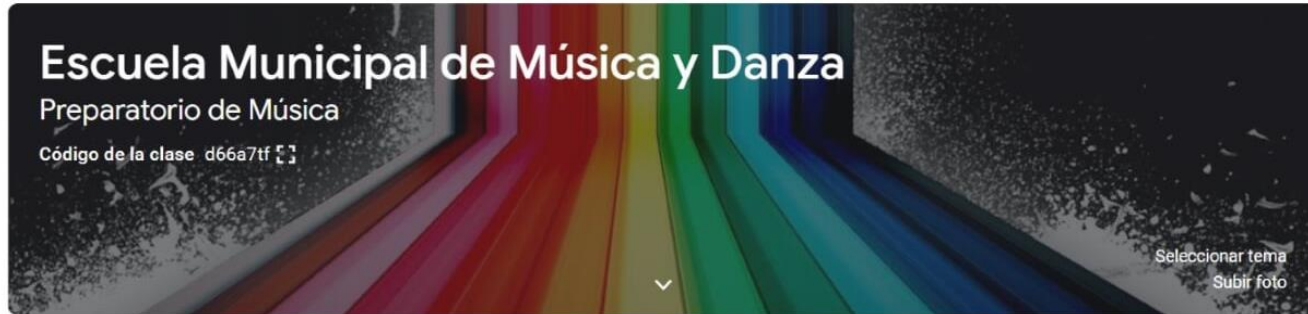 Escuela Municipal de Música y Danza
Preparatorio de Música
Código de la clase d66a7tf
Seleccionar tema
Subir foto